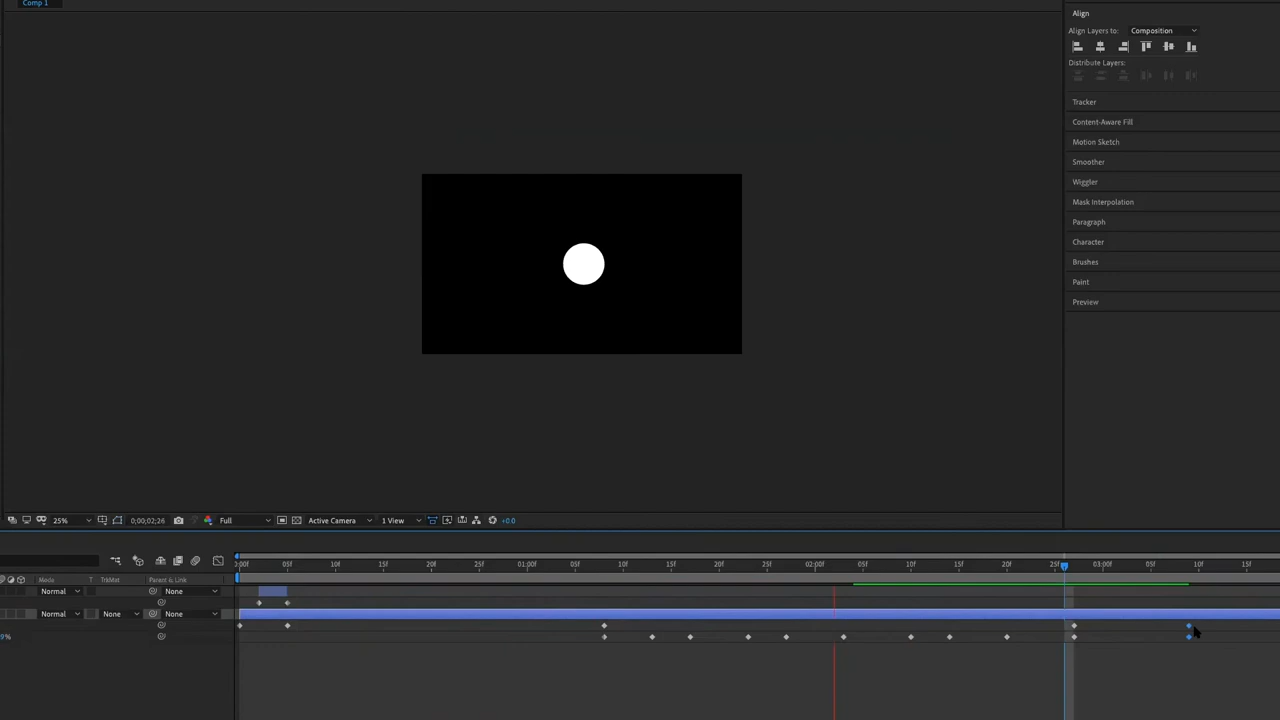 Comp 1
Align
Align Layers to: Composition
Distribute Layers:
Tracker
Content-Aware Fill
Motion Sketch
Smoother
Wiggler
Mask Interpolation
Paragraph
Character
Brushes
Paint
Preview
25% 0;00;02;26 Full Active Camera 1 View +0.0
0:00f 05f 10f 15f 20f 25f 01:00f 05f 10f 15f 20f 25f 02:00f 05f 10f 15f 20f 25f 03:00f 05f 10f 15f
Mode T TrkMat Parent & Link
Normal None
Normal None None
9%